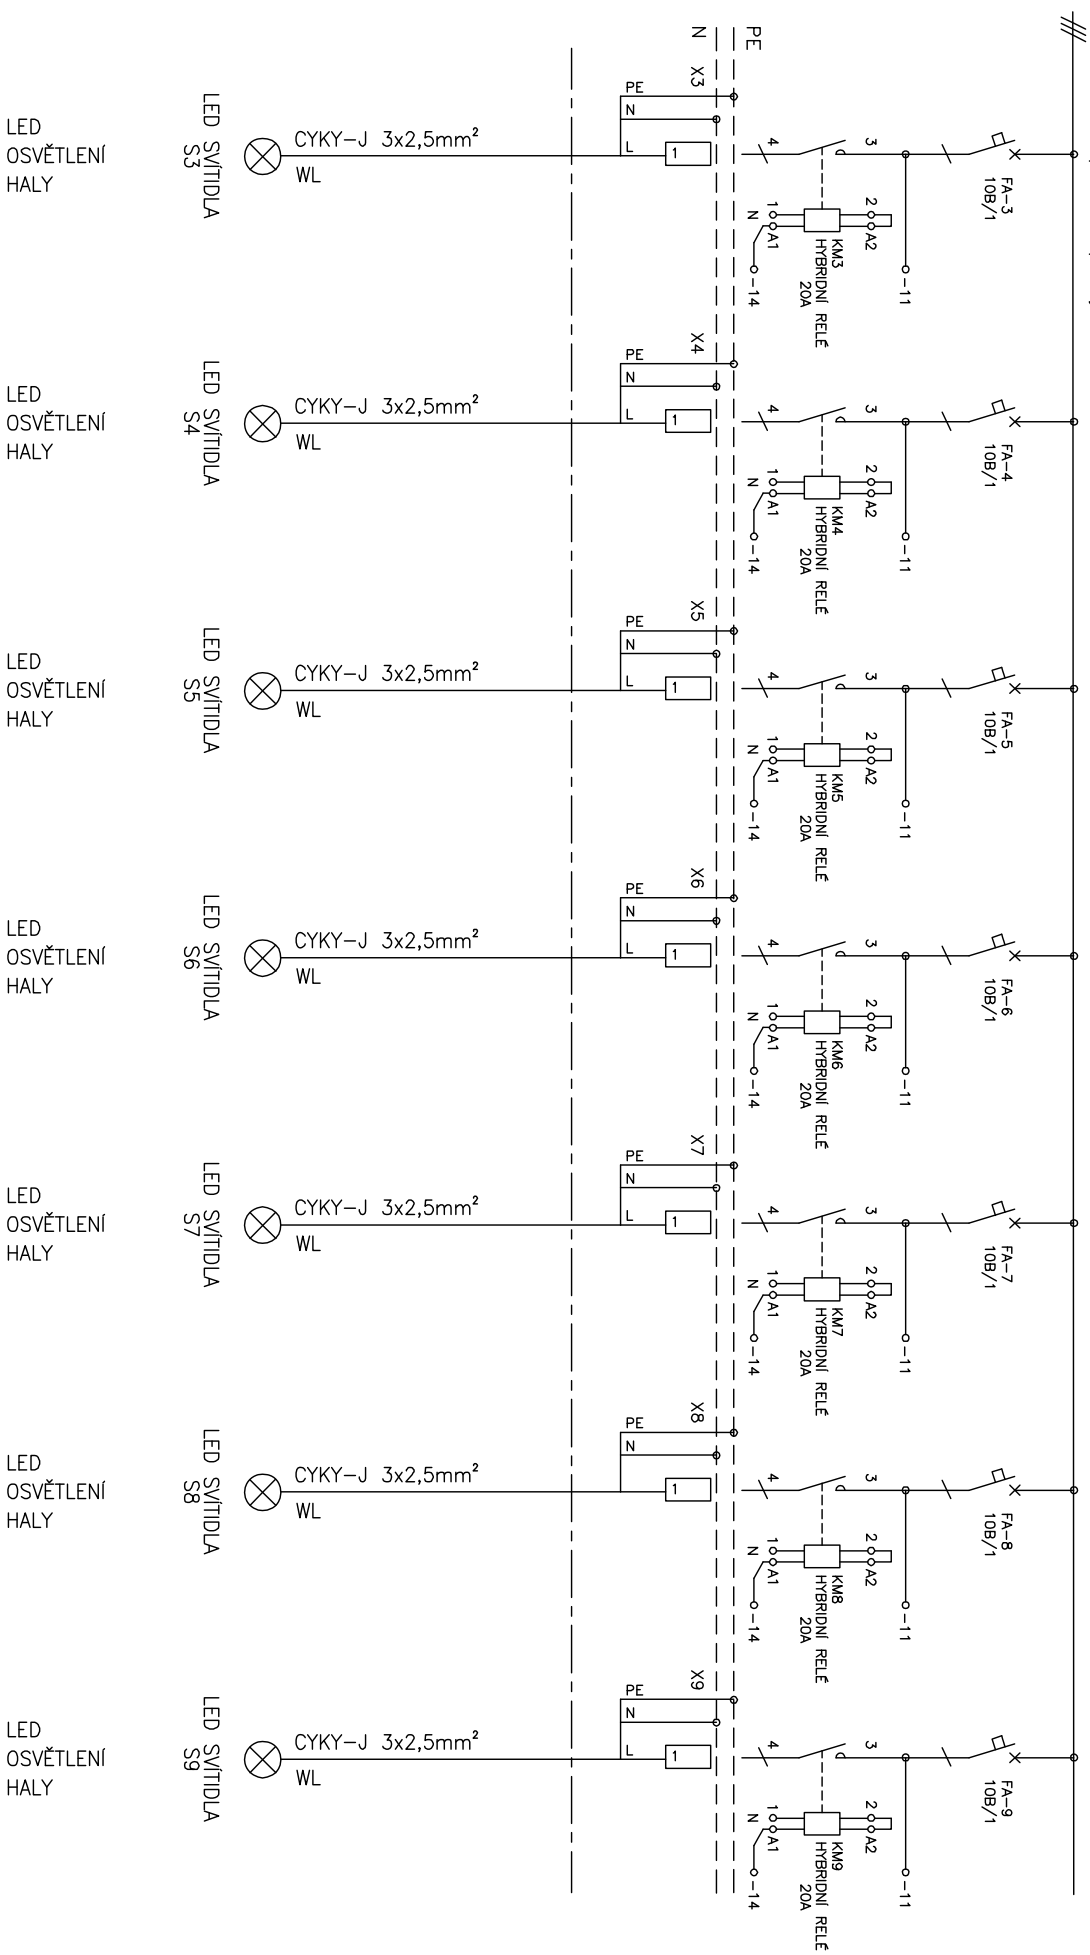 N
PE
X3
PE
N
L
1
4
3
FA-3
10B/1
2
A2
1
A1
N
KM3
HYBRIDNÍ RELÉ
20A
-14
-11
CYKY-J 3x2,5mm²
WL
LED SVÍTIDLA
S3
LED
OSVĚTLENÍ
HALY
X4
PE
N
L
1
4
3
FA-4
10B/1
2
A2
1
A1
N
KM4
HYBRIDNÍ RELÉ
20A
-14
-11
CYKY-J 3x2,5mm²
WL
LED SVÍTIDLA
S4
LED
OSVĚTLENÍ
HALY
X5
PE
N
L
1
4
3
FA-5
10B/1
2
A2
1
A1
N
KM5
HYBRIDNÍ RELÉ
20A
-14
-11
CYKY-J 3x2,5mm²
WL
LED SVÍTIDLA
S5
LED
OSVĚTLENÍ
HALY
X6
PE
N
L
1
4
3
FA-6
10B/1
2
A2
1
A1
N
KM6
HYBRIDNÍ RELÉ
20A
-14
-11
CYKY-J 3x2,5mm²
WL
LED SVÍTIDLA
S6
LED
OSVĚTLENÍ
HALY
X7
PE
N
L
1
4
3
FA-7
10B/1
2
A2
1
A1
N
KM7
HYBRIDNÍ RELÉ
20A
-14
-11
CYKY-J 3x2,5mm²
WL
LED SVÍTIDLA
S7
LED
OSVĚTLENÍ
HALY
X8
PE
N
L
1
4
3
FA-8
10B/1
2
A2
1
A1
N
KM8
HYBRIDNÍ RELÉ
20A
-14
-11
CYKY-J 3x2,5mm²
WL
LED SVÍTIDLA
S8
LED
OSVĚTLENÍ
HALY
X9
PE
N
L
1
4
3
FA-9
10B/1
2
A2
1
A1
N
KM9
HYBRIDNÍ RELÉ
20A
-14
-11
CYKY-J 3x2,5mm²
WL
LED SVÍTIDLA
S9
LED
OSVĚTLENÍ
HALY